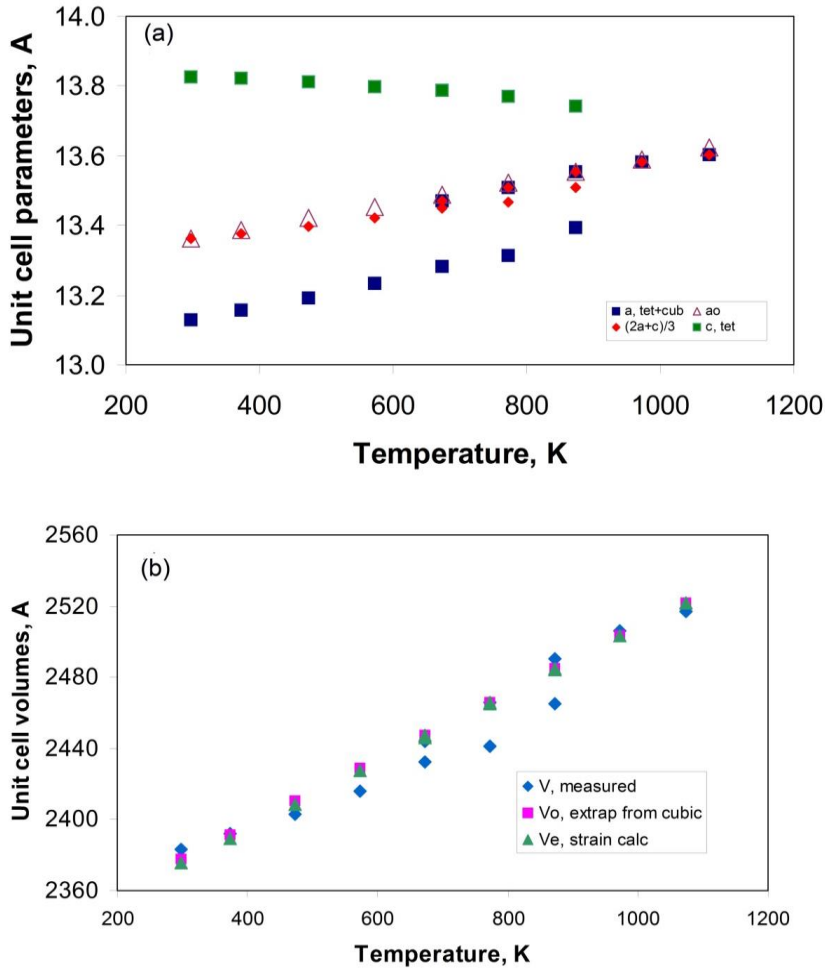 (a)
14.0
13.8
13.6
13.4
13.2
13.0
Unit cell parameters, A
a, tet+cub ao
(2a+c)/3 c, tet
200 400 600 800 1000 1200
Temperature, K
(b)
2560
2520
2480
2440
2400
2360
Unit cell volumes, A
V, measured
Vo, extrap from cubic
Ve, strain calc
200 400 600 800 1000 1200
Temperature, K